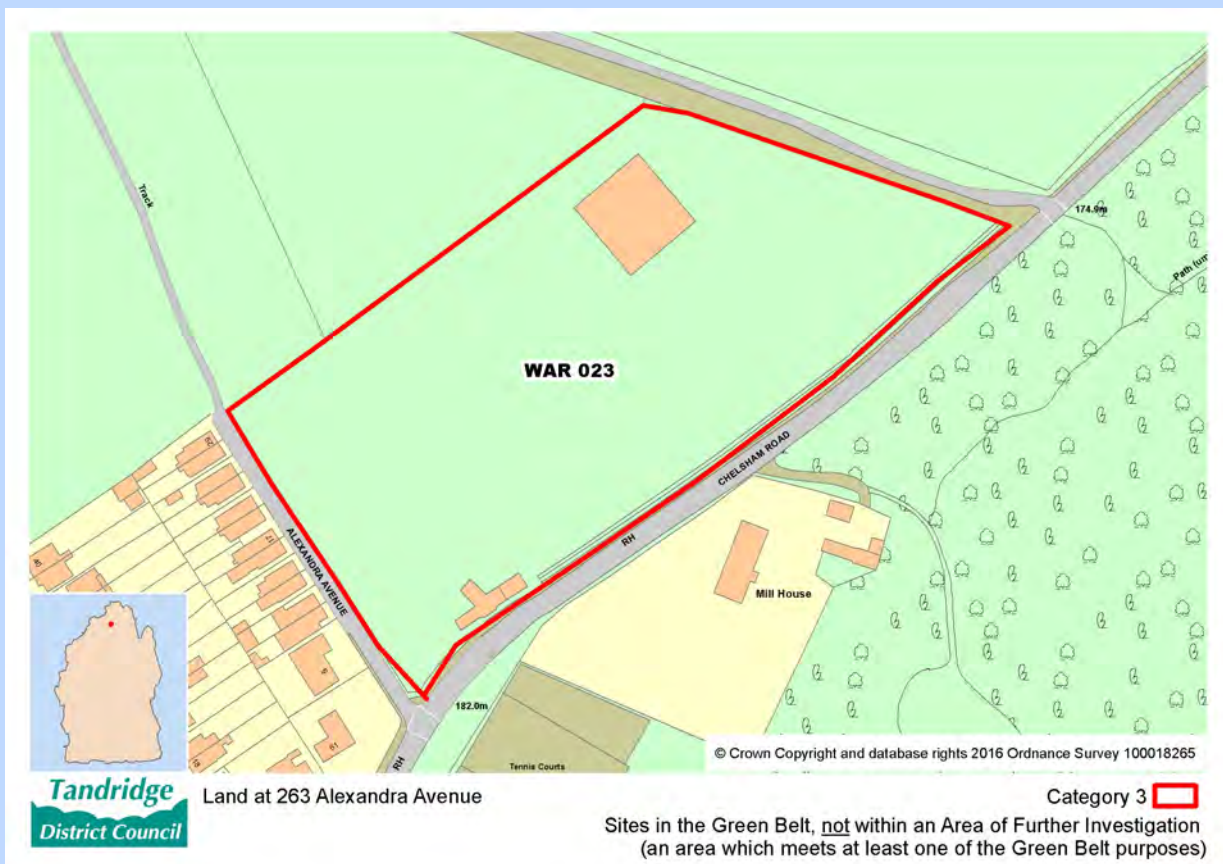 Track
174.9m
Path (um
WAR 023
CHELSHAM ROAD
RH
Mill House
ALEXANDRA AVENUE
182.0m
RH
Tennis Courts
© Crown Copyright and database rights 2016 Ordnance Survey 100018265
Tandridge
District Council
Land at 263 Alexandra Avenue
Category 3
Sites in the Green Belt, not within an Area of Further Investigation
(an area which meets at least one of the Green Belt purposes)